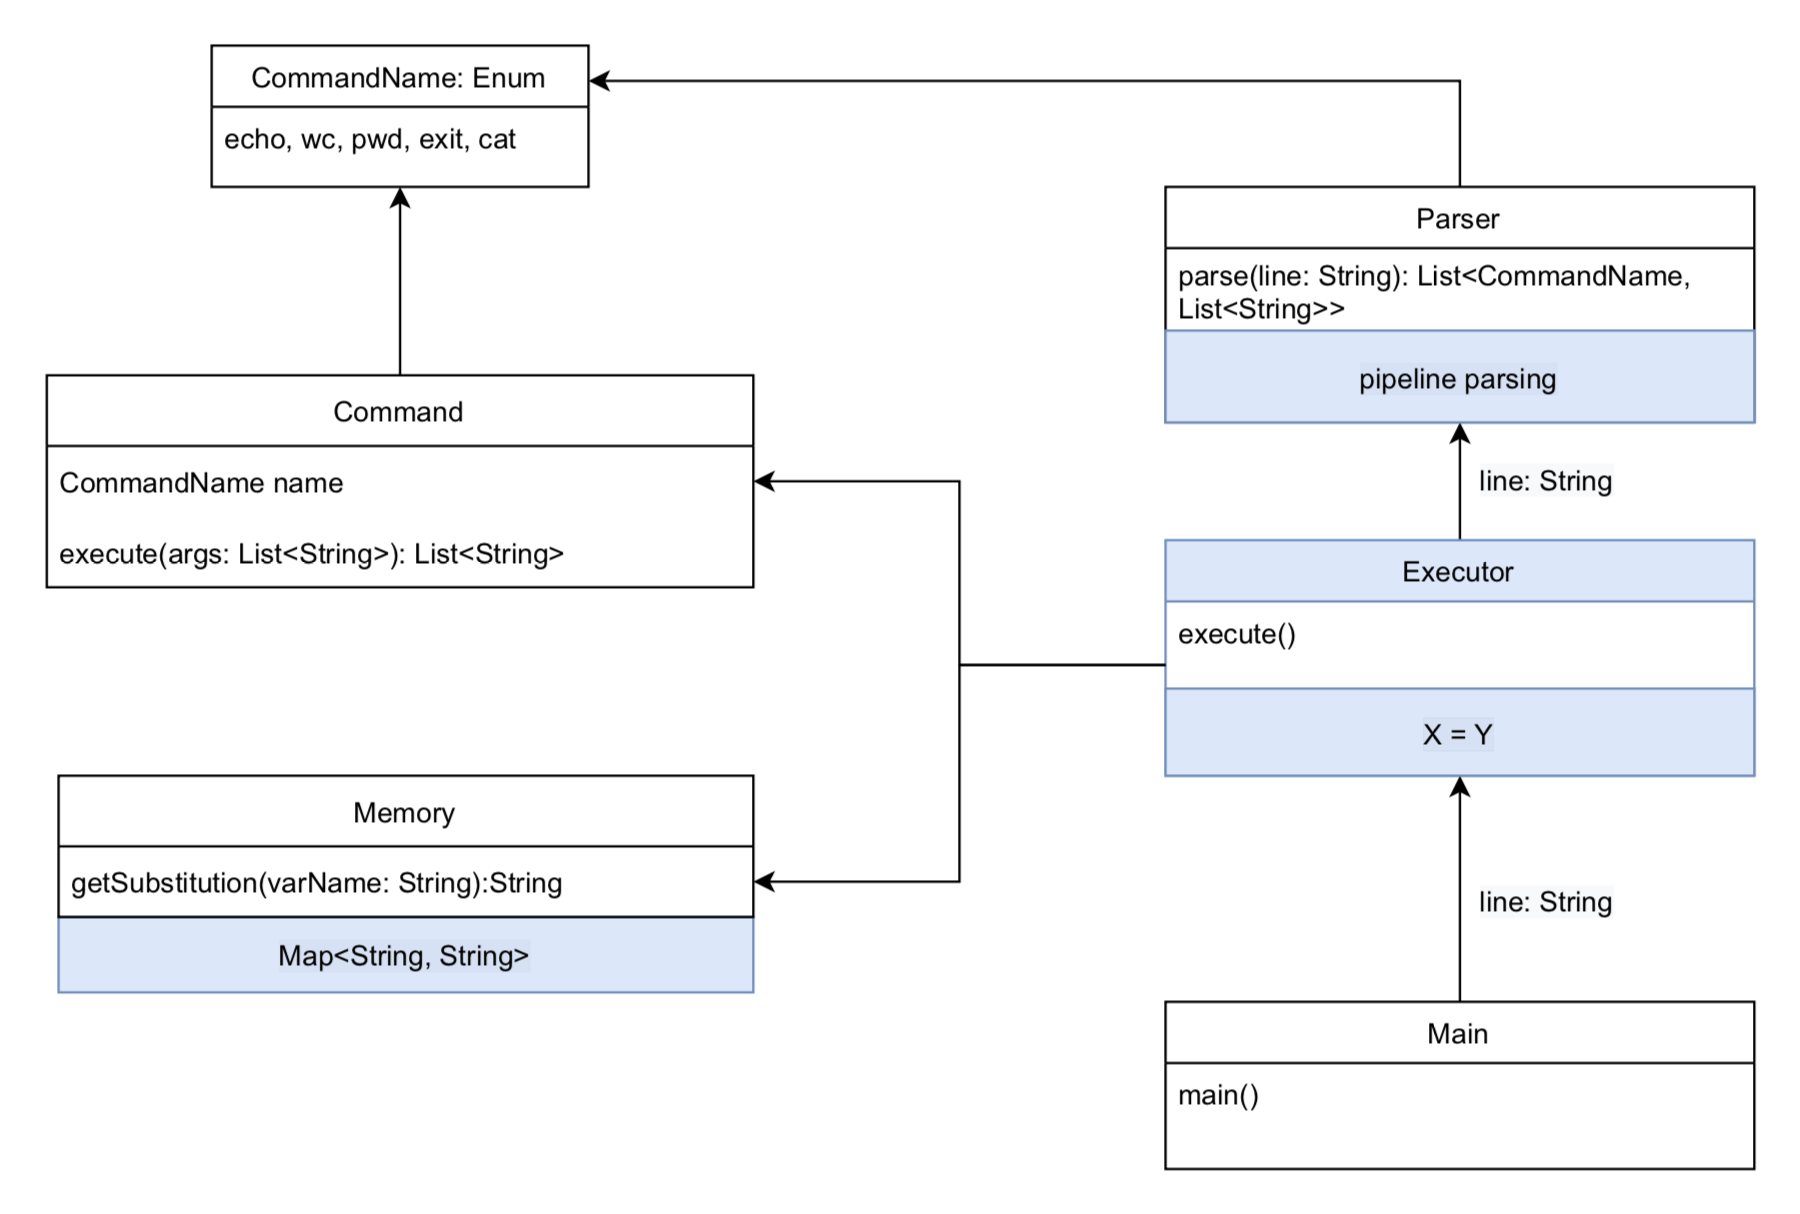 CommandName: Enum
echo, wc, pwd, exit, cat
Parser
parse(line: String): List<CommandName,
List<String>>
pipeline parsing
Command
CommandName name
execute(args: List<String>): List<String>
line: String
Executor
execute()
X = Y
Memory
getSubstitution(varName: String):String
Map<String, String>
line: String
Main
main()